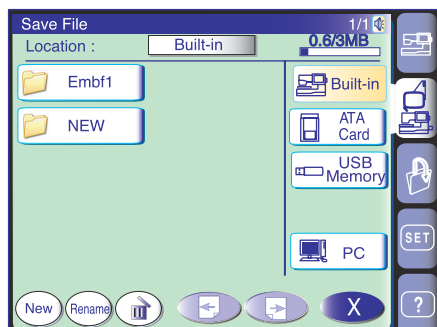 Save File 1/1
Location : Built-in 0.6/3MB
Embf1
Built-in
NEW
ATA
Card
USB
Memory
PC
SET
New Rename X ?